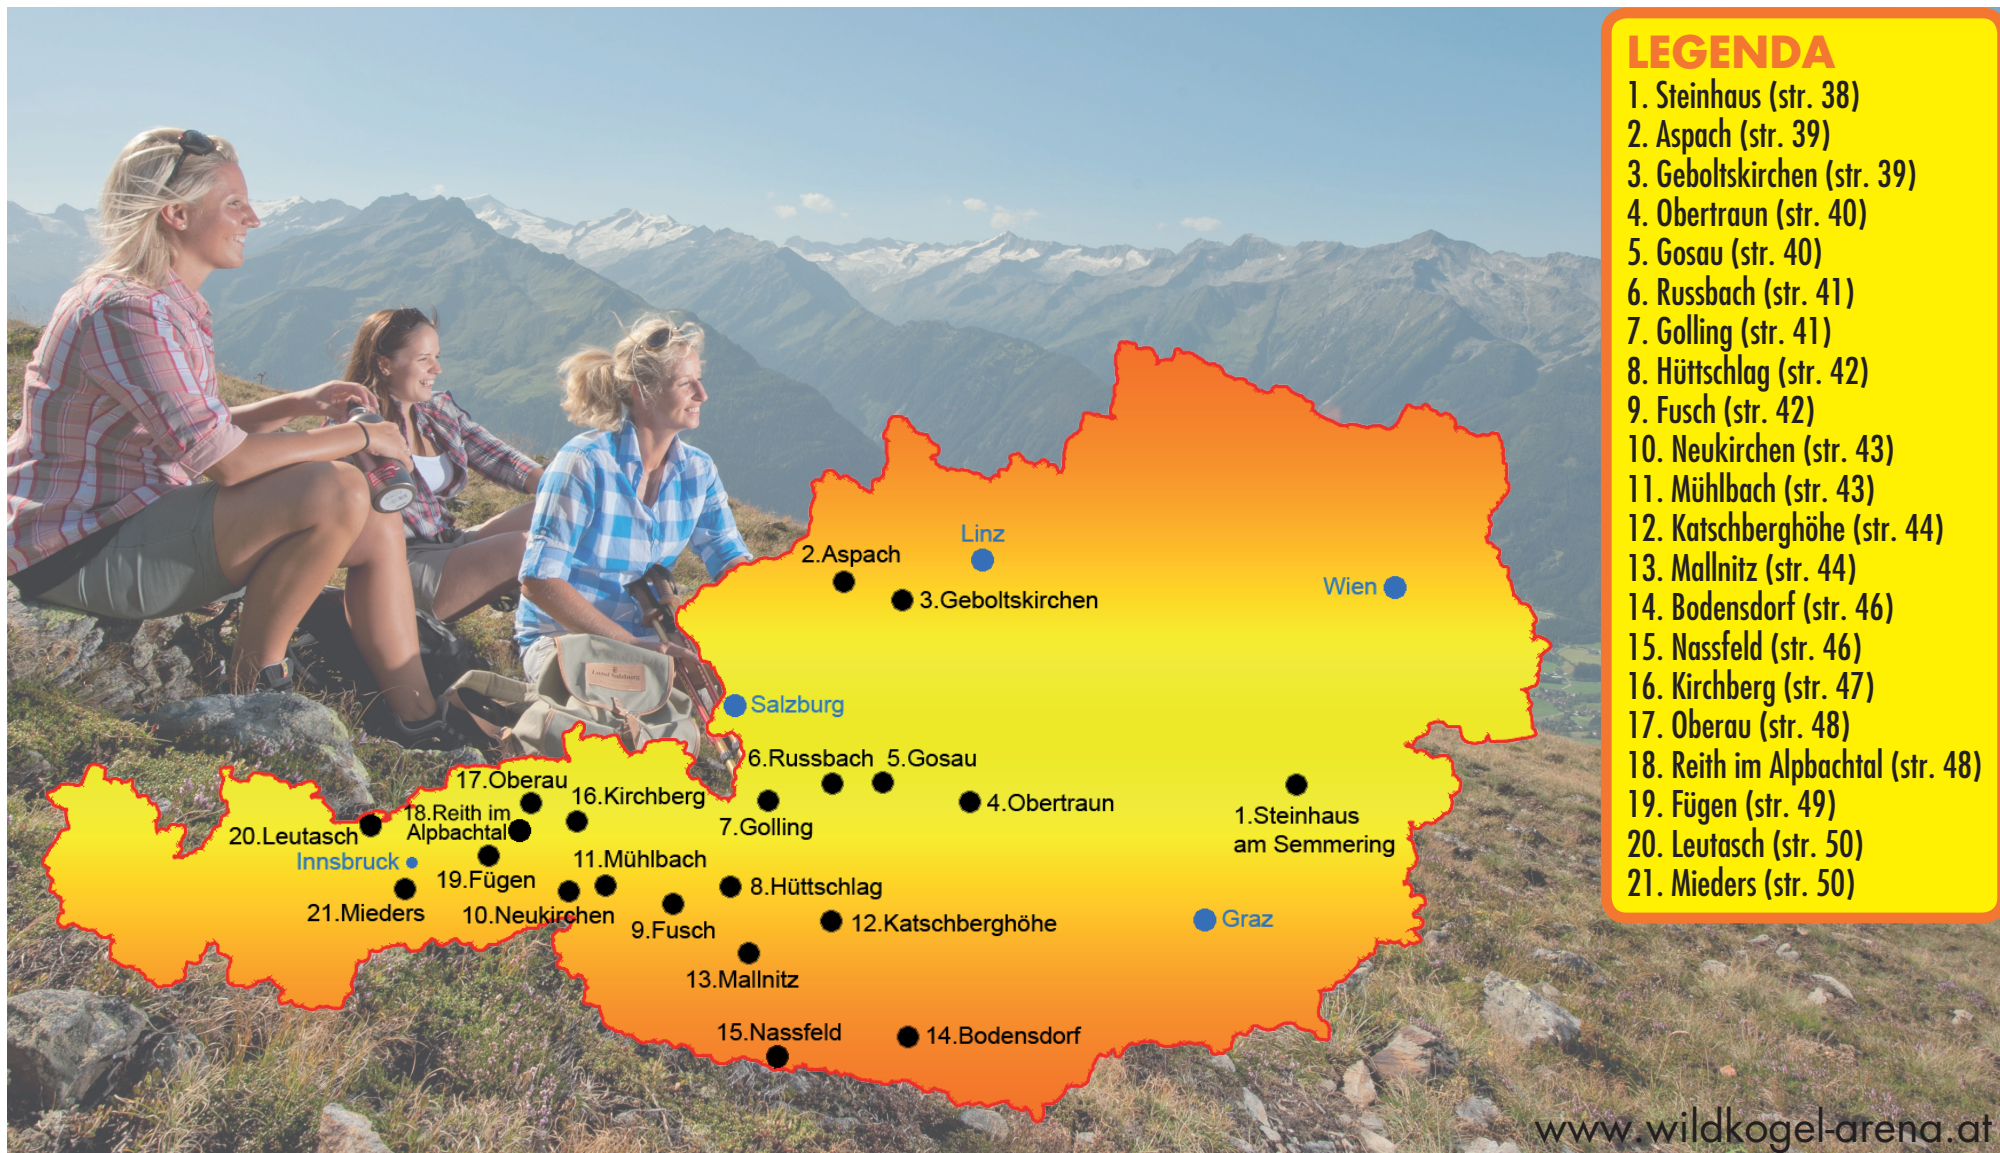 LEGENDA
1. Steinhaus (str. 38)
2. Aspach (str. 39)
3. Geboltskirchen (str. 39)
4. Obertraun (str. 40)
5. Gosau (str. 40)
6. Russbach (str. 41)
7. Golling (str. 41)
8. Hüttschlag (str. 42)
9. Fusch (str. 42)
10. Neukirchen (str. 43)
11. Mühlbach (str. 43)
12. Katschberghöhe (str. 44)
13. Mallnitz (str. 44)
14. Bodensdorf (str. 46)
15. Nassfeld (str. 46)
16. Kirchberg (str. 47)
17. Oberau (str. 48)
18. Reith im Alpbachtal (str. 48)
19. Fügen (str. 49)
20. Leutasch (str. 50)
21. Mieders (str. 50)
Linz
2.Aspach
Wien
3.Geboltskirchen
Salzburg
6.Russbach
5.Gosau
17.Oberau
16.Kirchberg
4.Obertraun
18.Reith im
Alpbachtal
7.Golling
1.Steinhaus
am Semmering
20.Leutasch
Innsbruck
11.Mühlbach
19.Fügen
8.Hüttschlag
21.Mieders
10.Neukirchen
9.Fusch
12.Katschberghöhe
Graz
13.Mallnitz
15.Nassfeld
14.Bodensdorf
www.wildkogel-arena.at